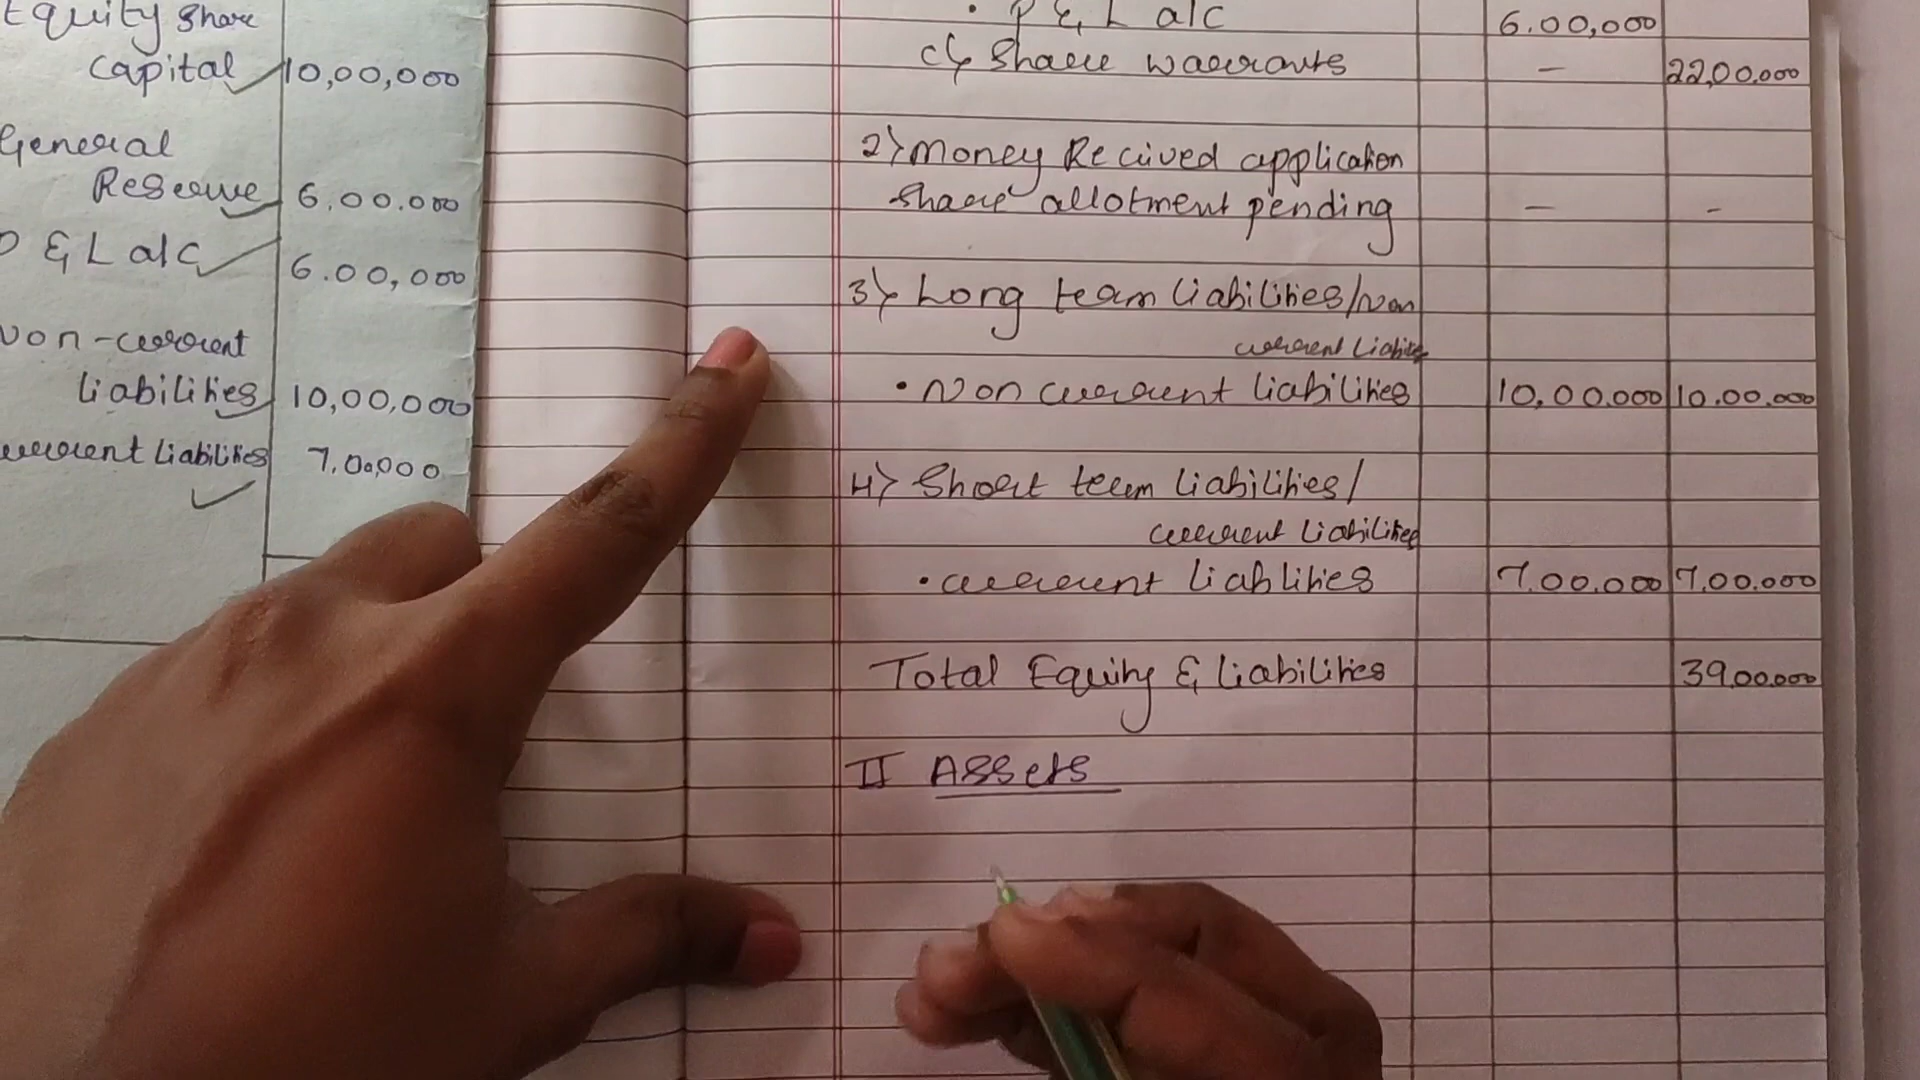 Equity Share
capital 10,00,000
General
Reserve 6.00.000
P & L a/c 6.00,000
Non-current
liabilities 10,00,000
current liabilities 7,00,000
• P & L a/c 6.00,000
c) Share warrants — 22,00,000
2) Money Recived application
share allotment pending — -
3) Long team liabilities/Non
current Liabilities
• Non current liabilities 10,00.000 10.00.000
4) Short term liabilities/
current liabilities
• current liablities 7.00.000 7,00.000
Total Equity & liabilities 39,00.000
II Assets